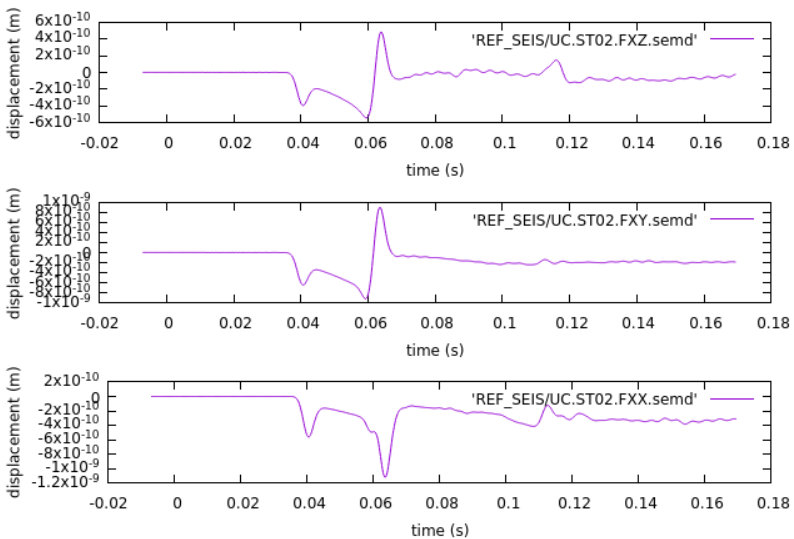 6x10-10
4x10-10
2x10-10
0
-2x10-10
-4x10-10
-6x10-10
displacement (m)
'REF_SEIS/UC.ST02.FXZ.semd'
-0.02 0 0.02 0.04 0.06 0.08 0.1 0.12 0.14 0.16 0.18
time (s)
1x10-9
8x10-10
6x10-10
4x10-10
2x10-10
0
-2x10-10
-4x10-10
-6x10-10
-8x10-10
-1x10-9
displacement (m)
'REF_SEIS/UC.ST02.FXY.semd'
-0.02 0 0.02 0.04 0.06 0.08 0.1 0.12 0.14 0.16 0.18
time (s)
2x10-10
0
-2x10-10
-4x10-10
-6x10-10
-8x10-10
-1x10-9
-1.2x10-9
displacement (m)
'REF_SEIS/UC.ST02.FXX.semd'
-0.02 0 0.02 0.04 0.06 0.08 0.1 0.12 0.14 0.16 0.18
time (s)